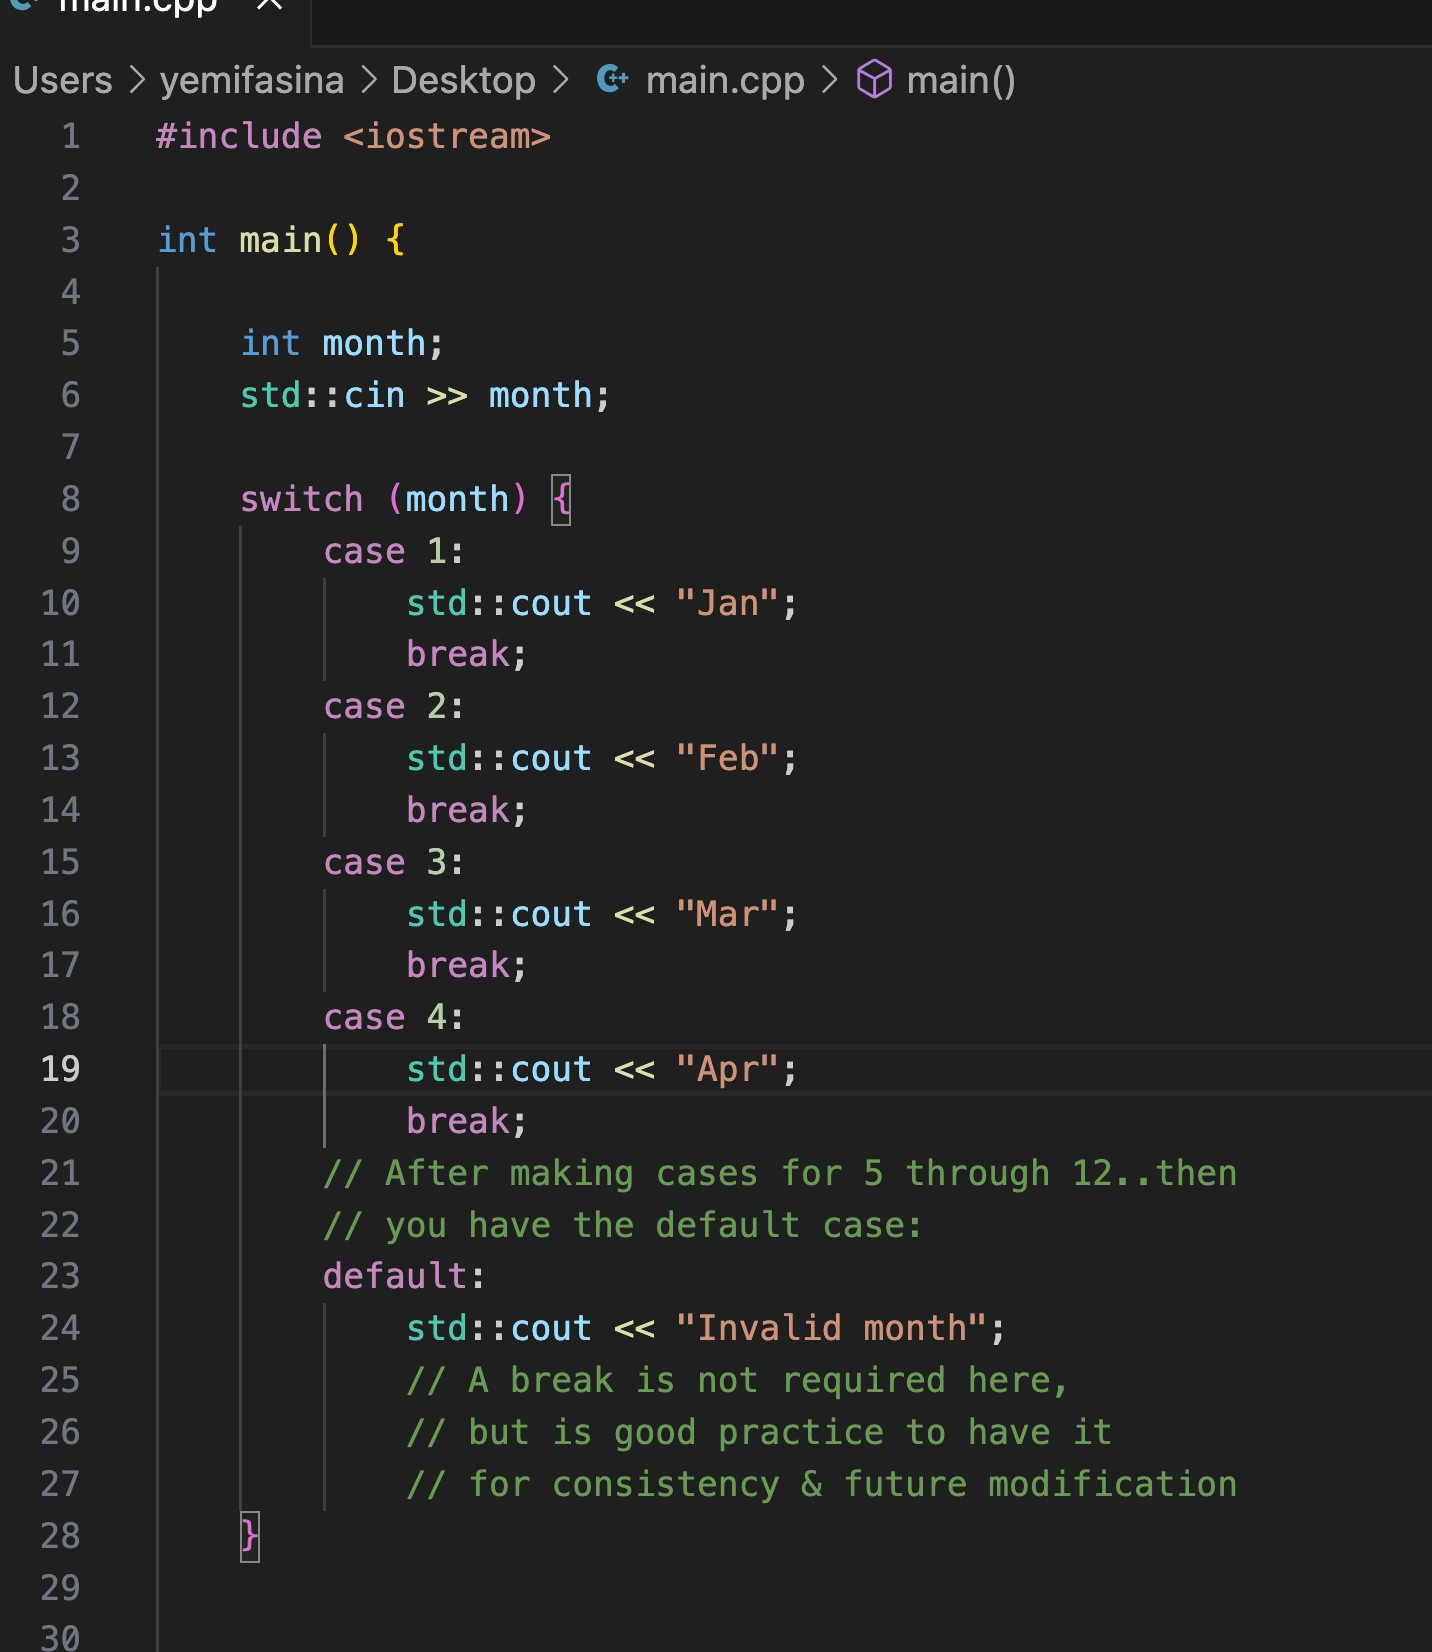 main.cpp
Users > yemifasina > Desktop > main.cpp > main()
1 #include <iostream>
2
3 int main() {
4
5     int month;
6     std::cin >> month;
7
8     switch (month) {
9         case 1:
10             std::cout << "Jan";
11             break;
12         case 2:
13             std::cout << "Feb";
14             break;
15         case 3:
16             std::cout << "Mar";
17             break;
18         case 4:
19             std::cout << "Apr";
20             break;
21         // After making cases for 5 through 12..then
22         // you have the default case:
23         default:
24             std::cout << "Invalid month";
25             // A break is not required here,
26             // but is good practice to have it
27             // for consistency & future modification
28     }
29
30